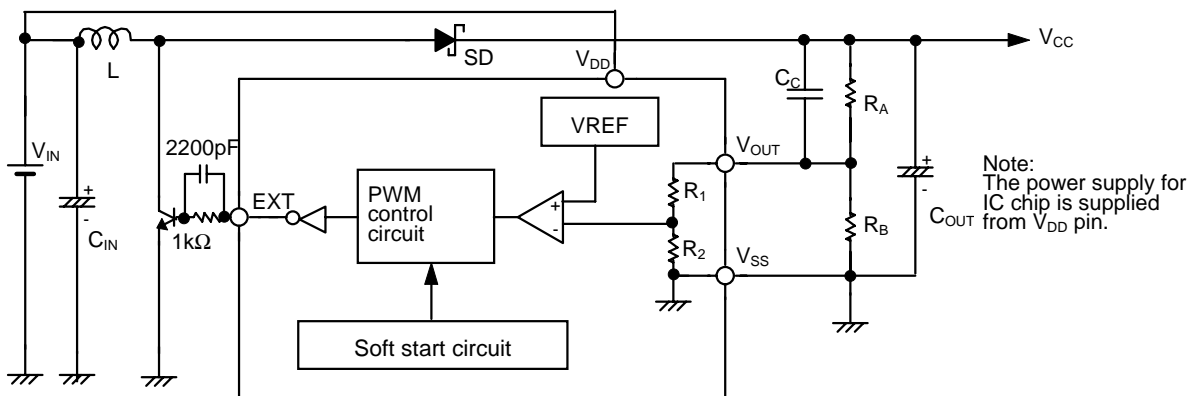 V_CC
L
SD
V_DD
C_C
R_A
VREF
V_IN
2200pF
V_OUT
Note:
The power supply for
IC chip is supplied
from V_DD pin.
EXT
PWM
control
circuit
+
-
R_1
+
-
C_IN
1kΩ
R_2
R_B
+
-
C_OUT
V_SS
Soft start circuit